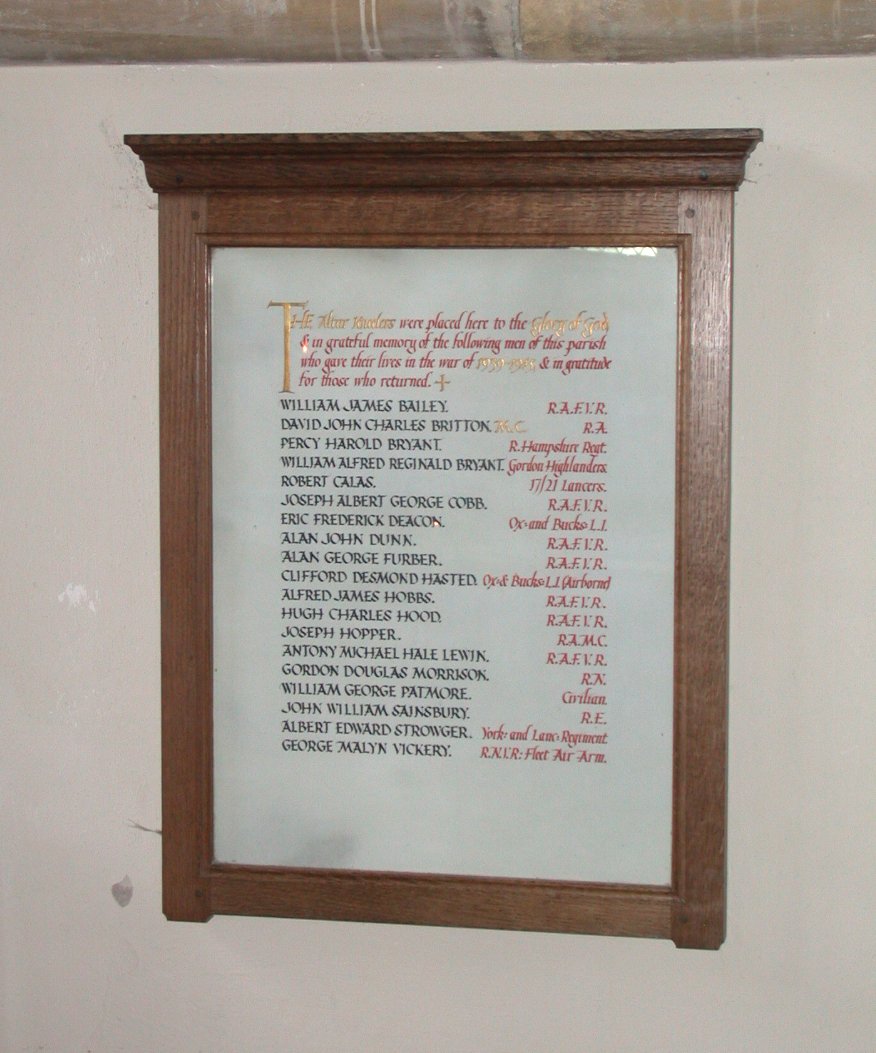 THE Altar Kneelers were placed here to the Glory of God
& in grateful memory of the following men of this parish
who gave their lives in the war of 1939-1945 & in gratitude
for those who returned. +
WILLIAM JAMES BAILEY. R.A.F.V.R.
DAVID JOHN CHARLES BRITTON. M.C. R.A.
PERCY HAROLD BRYANT. R. Hampshire Regt.
WILLIAM ALFRED REGINALD BRYANT. Gordon Highlanders.
ROBERT CALAS. 17/21 Lancers.
JOSEPH ALBERT GEORGE COBB. R.A.F.V.R.
ERIC FREDERICK DEACON. Ox: and Bucks: L.I.
ALAN JOHN DUNN. R.A.F.V.R.
ALAN GEORGE FURBER. R.A.F.V.R.
CLIFFORD DESMOND HASTED. Ox: & Bucks: L.I. (Airborne)
ALFRED JAMES HOBBS. R.A.F.V.R.
HUGH CHARLES HOOD. R.A.F.V.R.
JOSEPH HOPPER. R.A.M.C.
ANTONY MICHAEL HALE LEWIN. R.A.F.V.R.
GORDON DOUGLAS MORRISON. R.N.
WILLIAM GEORGE PATMORE. Civilian.
JOHN WILLIAM SAINSBURY. R.E.
ALBERT EDWARD STROWGER. York: and Lanc: Regiment.
GEORGE MALYN VICKERY. R.N.V.R: Fleet Air Arm.